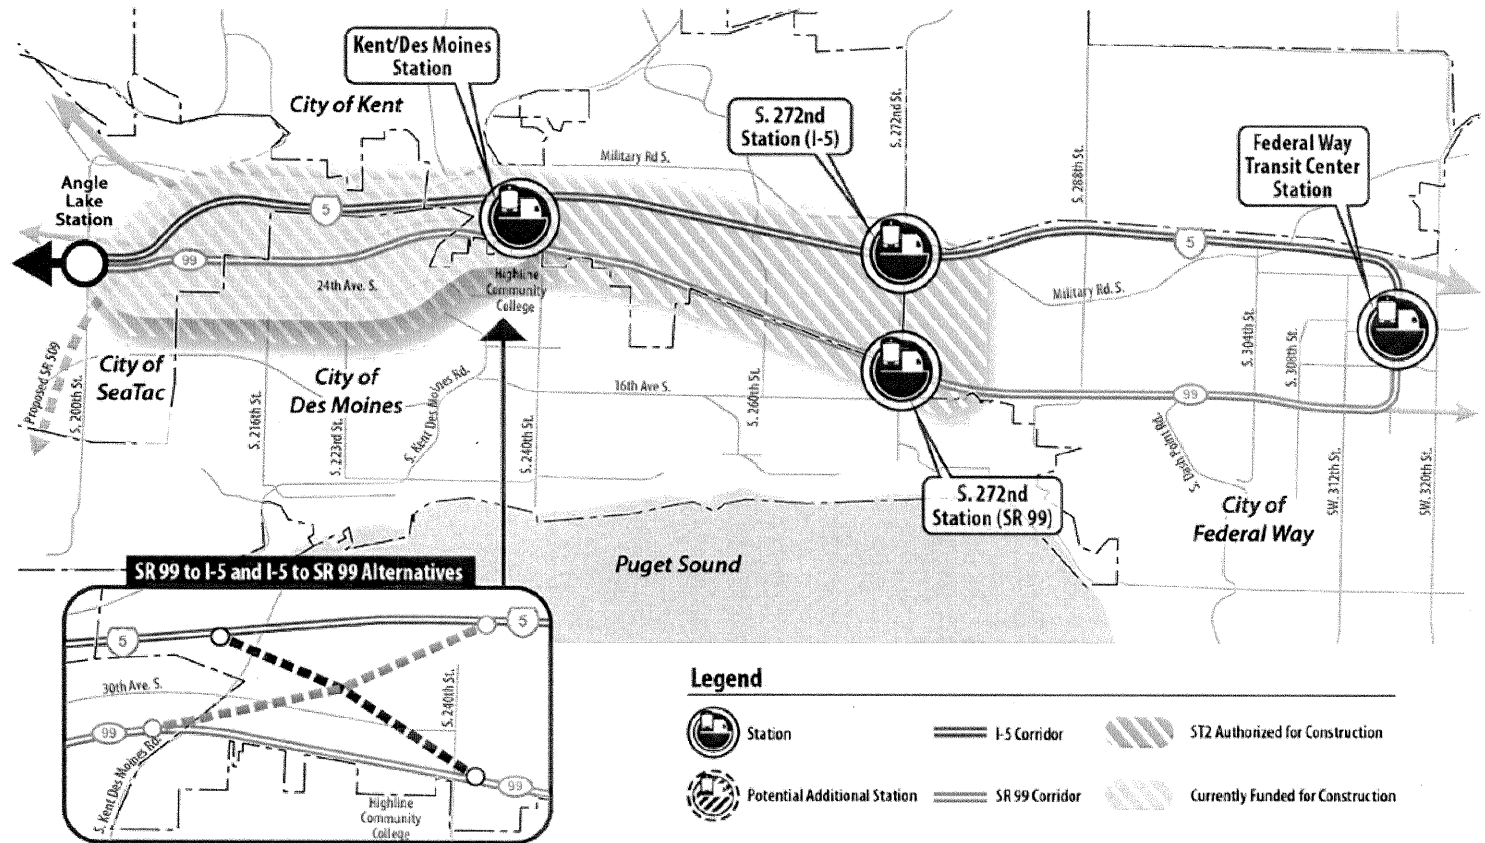 Kent/Des Moines
Station
City of Kent
S. 272nd
Station (I-5)
S. 272nd St.
Federal Way
Transit Center
Station
Military Rd S.
S. 288th St.
Angle
Lake
Station
5
99
24th Ave. S.
Highline
Community
College
5
Military Rd. S.
Proposed SR 509
S. 200th St.
City of
SeaTac
City of
Des Moines
S. 216th St.
S. 223rd St.
S. Kent Des Moines Rd.
S. 240th St.
16th Ave S.
S. 260th St.
99
S. 304th St.
S. 308th St.
S. Dash Point Rd.
SW. 312th St.
SW. 320th St.
S. 272nd
Station (SR 99)
City of
Federal Way
Puget Sound
SR 99 to I-5 and I-5 to SR 99 Alternatives
5
5
30th Ave. S.
S. 240th St.
99
99
S. Kent Des Moines Rd.
Highline
Community
College
Legend
Station
I-5 Corridor
ST2 Authorized for Construction
Potential Additional Station
SR 99 Corridor
Currently Funded for Construction